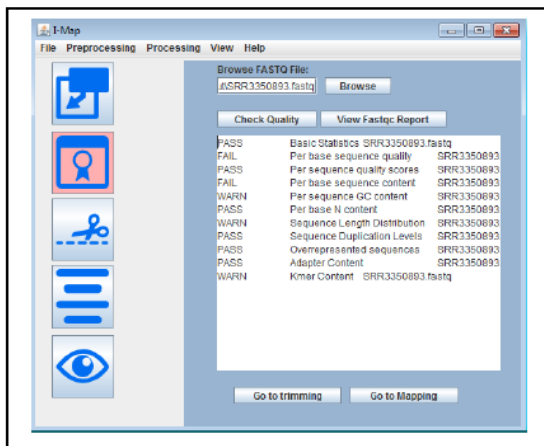 I-Map
File Preprocessing Processing View Help
Browse FASTQ File:
.\t\SRR3350893.fastq Browse
Check Quality View Fastqc Report
PASS Basic Statistics SRR3350893.fastq
FAIL Per base sequence quality SRR3350893
PASS Per sequence quality scores SRR3350893
FAIL Per base sequence content SRR3350893
WARN Per sequence GC content SRR3350893
PASS Per base N content SRR3350893
WARN Sequence Length Distribution SRR3350893
PASS Sequence Duplication Levels SRR3350893
PASS Overrepresented sequences SRR3350893
PASS Adapter Content SRR3350893
WARN Kmer Content SRR3350893.fastq
Go to trimming Go to Mapping